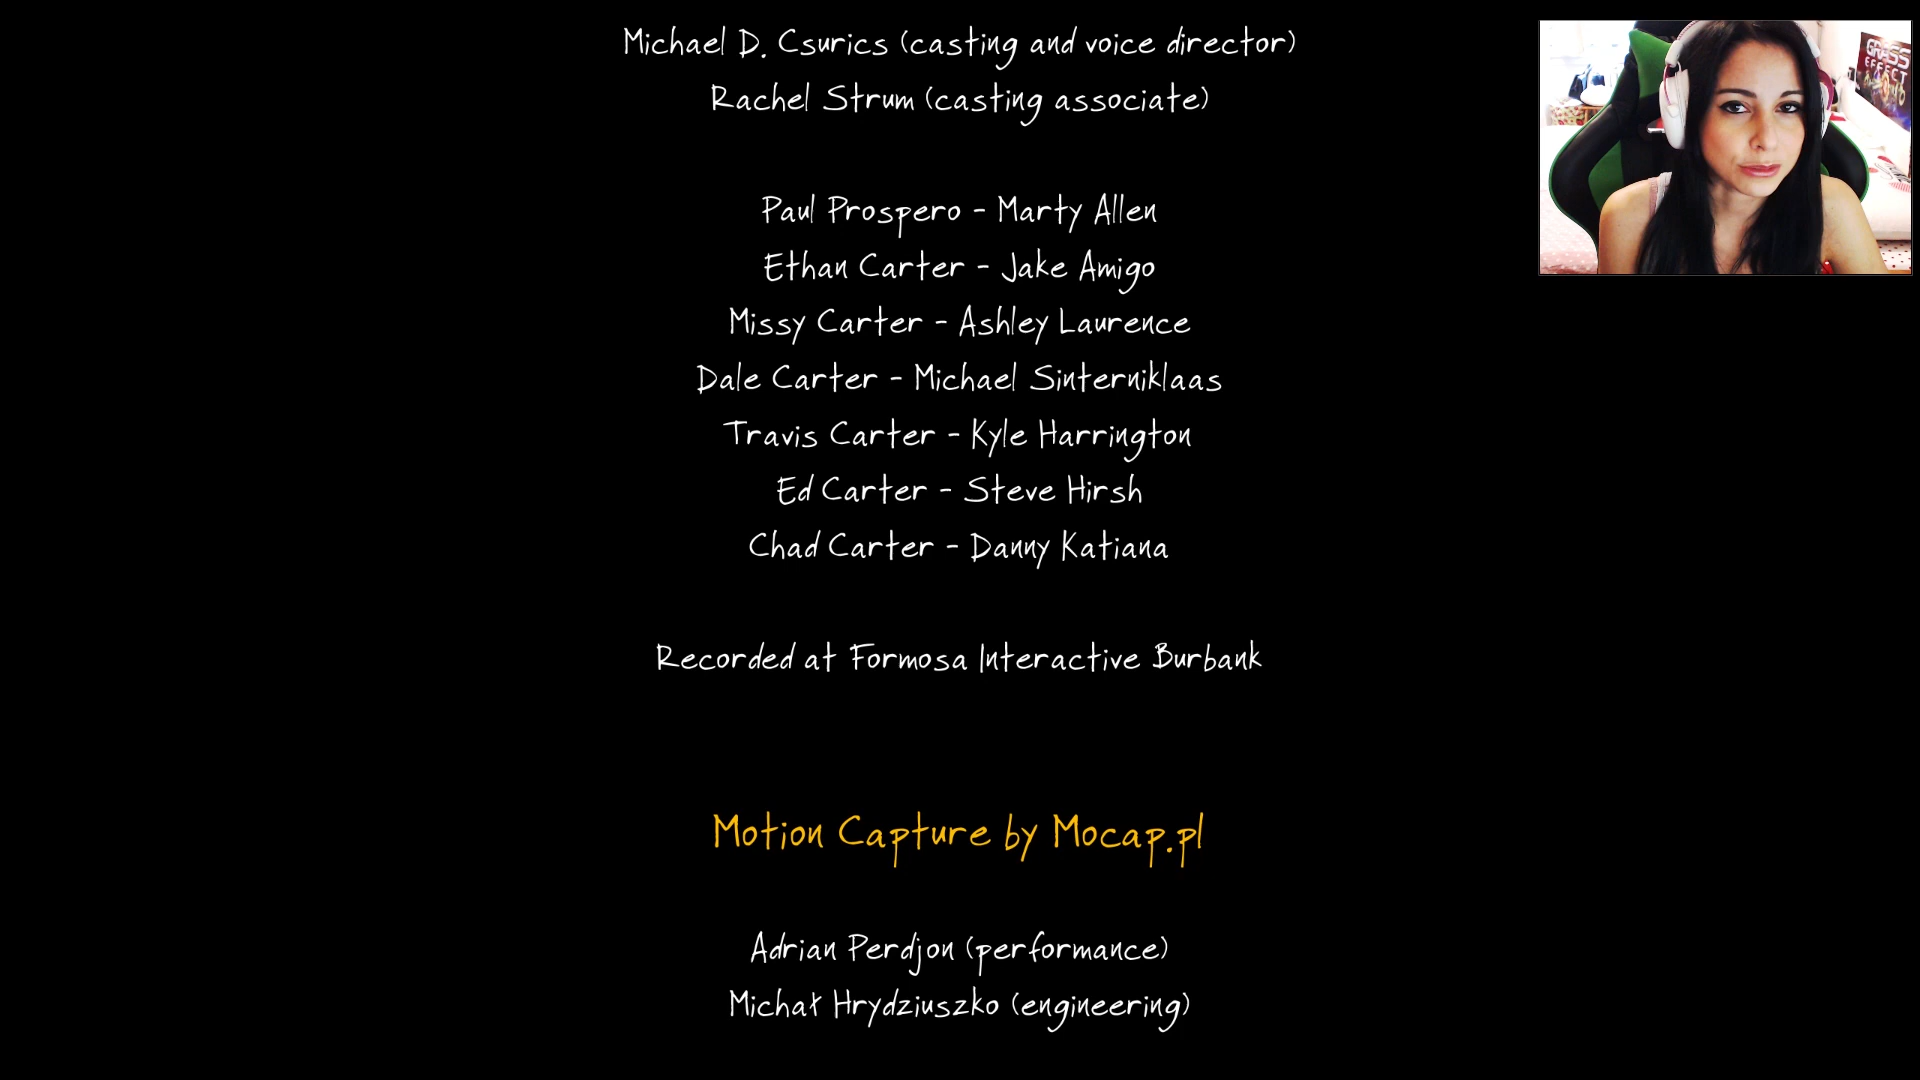 Michael D. Csurics (casting and voice director)
Rachel Strum (casting associate)
Paul Prospero - Marty Allen
Ethan Carter - Jake Amigo
Missy Carter - Ashley Laurence
Dale Carter - Michael Sinterniklaas
Travis Carter - Kyle Harrington
Ed Carter - Steve Hirsh
Chad Carter - Danny Katiana
Recorded at Formosa Interactive Burbank
Motion Capture by Mocap.pl
Adrian Perdjon (performance)
Michał Hrydziuszko (engineering)
GRASS
EFFECT